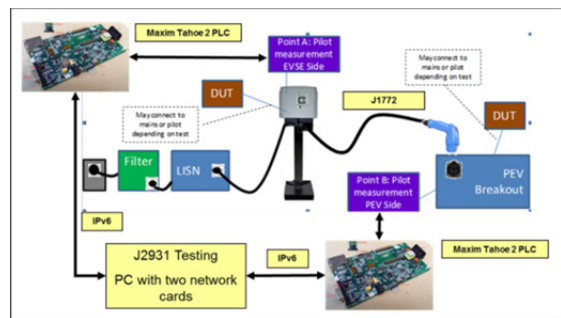 Maxim Tahoe 2 PLC
Point A: Pilot
measurement
EVSE Side
May connect to
mains or pilot
depending on test
DUT
J1772
May connect to
mains or pilot
depending on test
DUT
Filter
LISN
PEV
Breakout
Point B: Pilot
measurement
PEV Side
IPv6
J2931 Testing
PC with two network
cards
IPv6
Maxim Tahoe 2 PLC